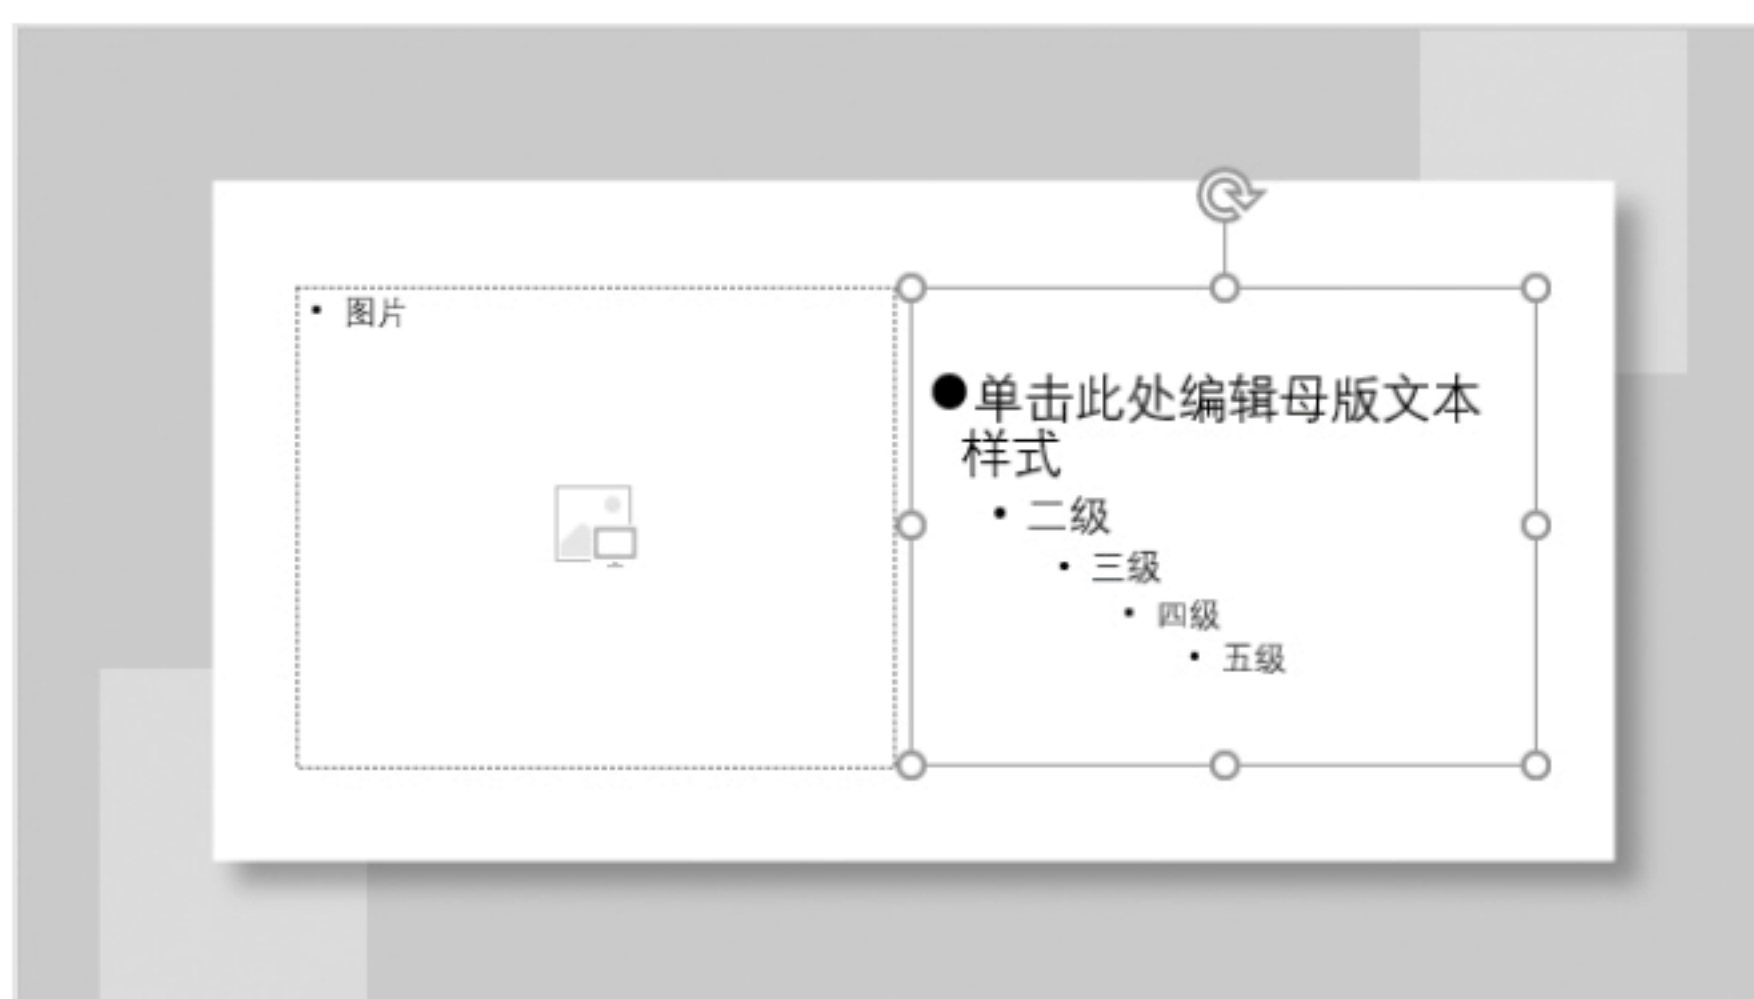 • 图片
●单击此处编辑母版文本
样式
• 二级
• 三级
• 四级
• 五级